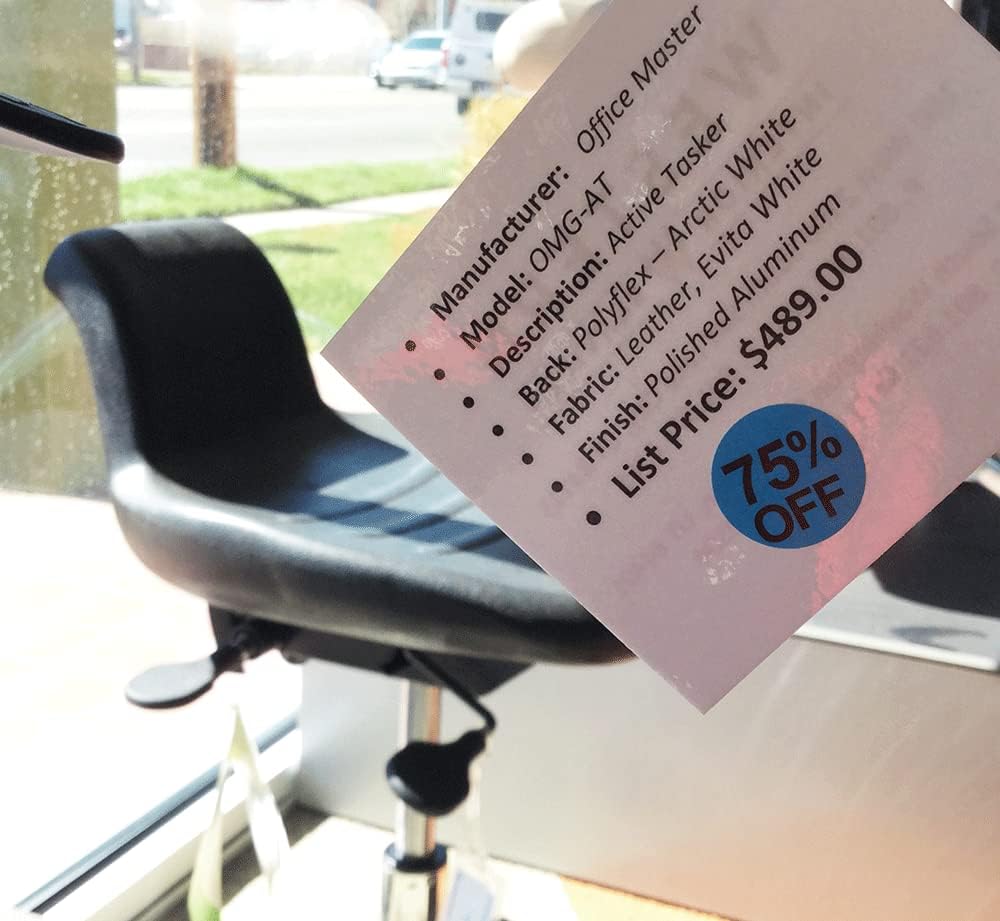 Manufacturer: Office Master
Model: OMG-AT
Description: Active Tasker
Back: Polyflex – Arctic White
Fabric: Leather, Evita White
Finish: Polished Aluminum
List Price: $489.00
75%
OFF